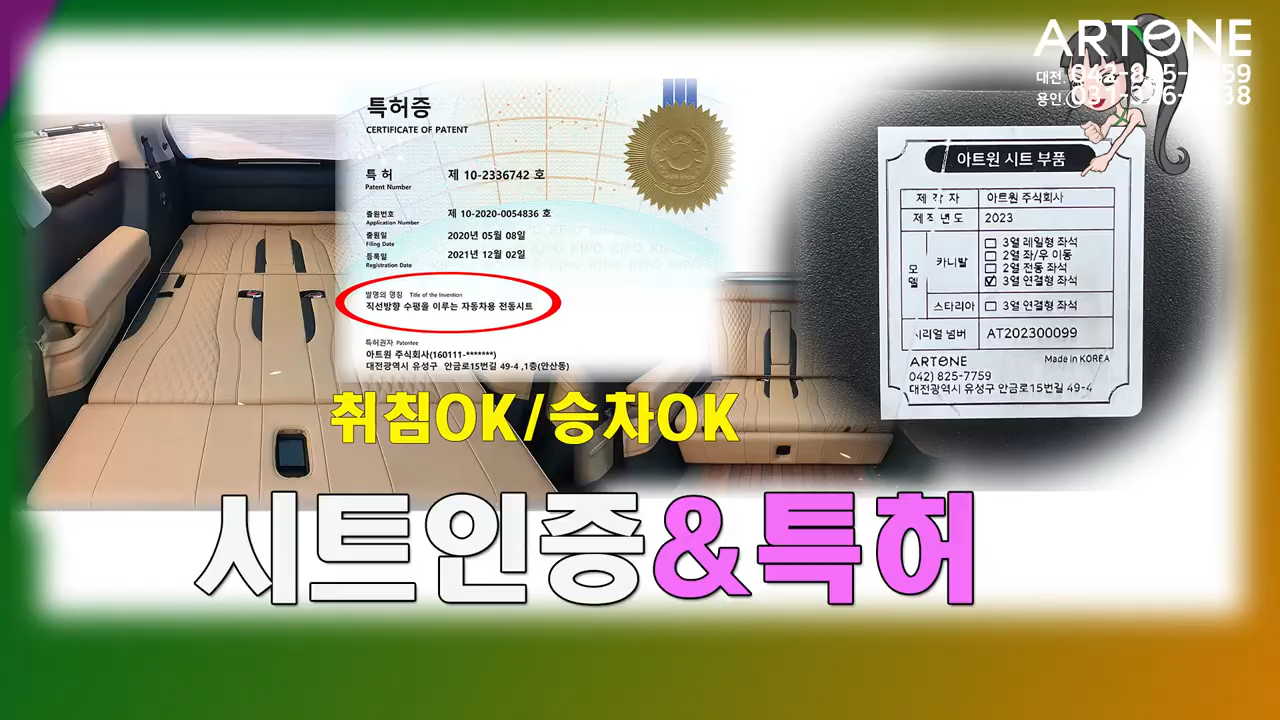 ARTONE
대전.
용인.
특허증
CERTIFICATE OF PATENT
특 허
Patent Number
제 10-2336742 호
출원번호
Application Number
제 10-2020-0054836 호
출원일
Filing Date
2020년 05월 08일
등록일
Registration Date
2021년 12월 02일
발명의 명칭 Title of the Invention
직선방향 수평을 이루는 자동차용 전동시트
특허권자 Patentee
아트원 주식회사(160111-*******)
대전광역시 유성구 안금로15번길 49-4 ,1층(안산동)
아트원 시트 부품
제 작 자 아트원 주식회사
제 작 년 도 2023
모델
카니발
3열 레일형 좌석
2열 좌/우 이동
2열 전동 좌석
3열 연결형 좌석
스타리아 3열 연결형 좌석
시리얼 넘버 AT202300099
ARTONE Made in KOREA
042) 825-7759
대전광역시 유성구 안금로15번길 49-4
취침OK/승차OK
시트인증&특허